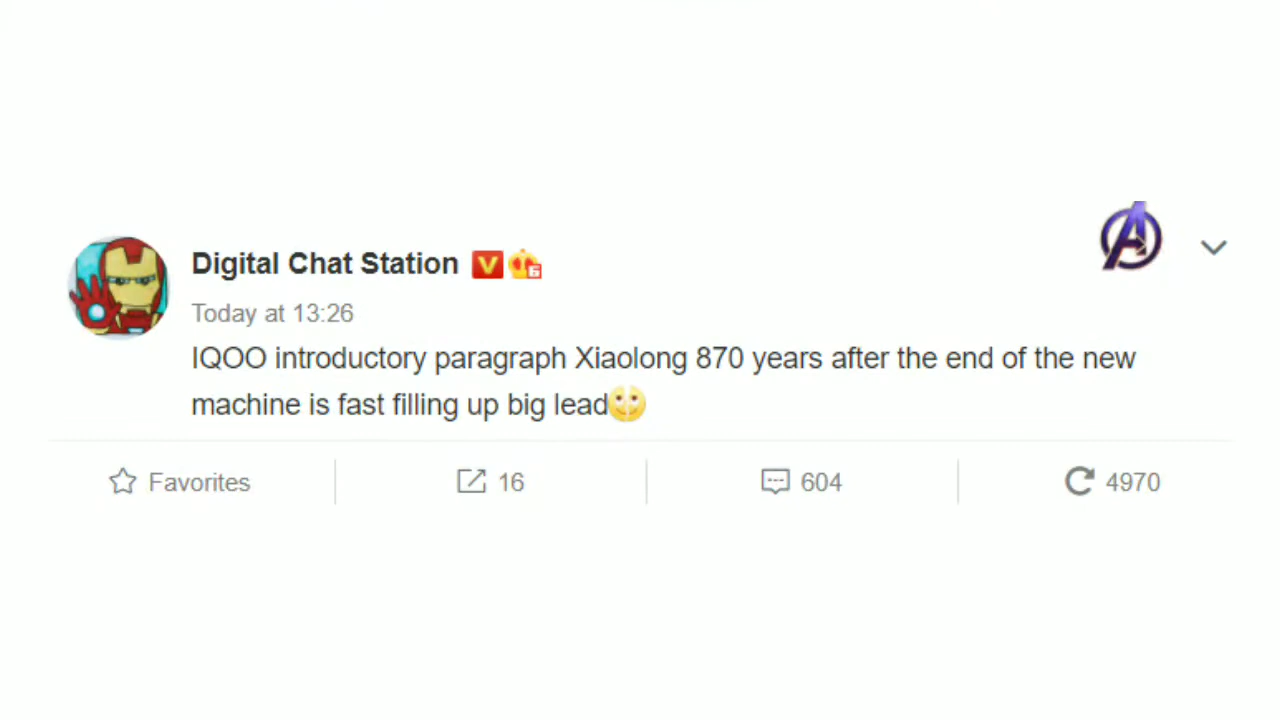 Digital Chat Station
Today at 13:26
IQOO introductory paragraph Xiaolong 870 years after the end of the new
machine is fast filling up big lead
Favorites
16
604
4970